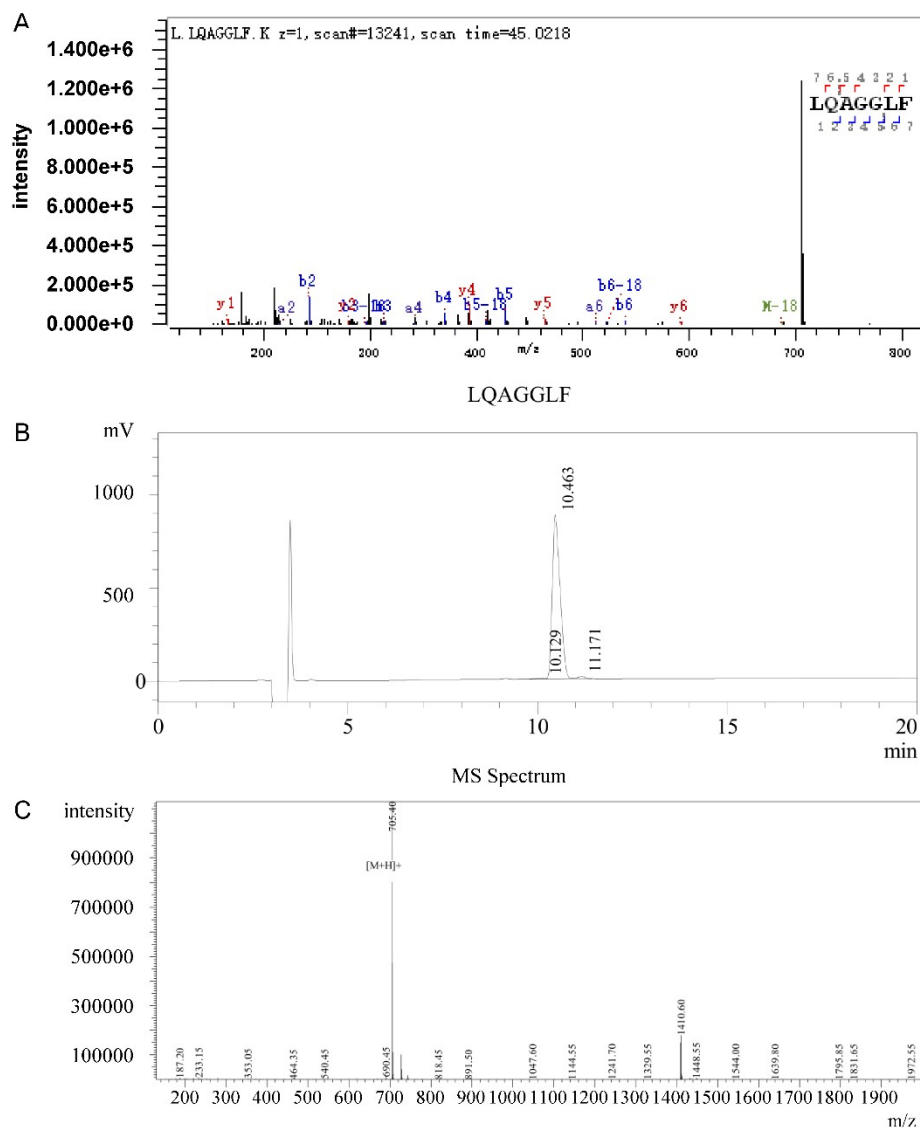 A
L.LQAGGLF.K z=1, scan#=13241, scan time=45.0218
intensity
1.400e+6
1.200e+6
1.000e+6
8.000e+5
6.000e+5
4.000e+5
2.000e+5
0.000e+5
7 6 5 4 3 2 1
LQAGGLF
1 2 3 4 5 6 7
y1
a2
b2
b3
a4
b4
y4
b5-18
b5
y5
a6
b6-18
b6
y6
M-18
200
200
400
500
600
700
800
m/z
LQAGGLF
B
mV
1000
500
0
10.463
10.129
11.171
0
5
10
15
20
min
MS Spectrum
C
intensity
900000
700000
500000
300000
100000
705.40
[M+H]+
1410.60
187.20
233.15
353.05
464.35
540.45
690.45
818.45
891.50
1047.60
1144.55
1241.70
1329.55
1448.55
1544.00
1639.80
1795.85
1831.65
1972.55
200 300 400 500 600 700 800 900 1000 1100 1200 1300 1400 1500 1600 1700 1800 1900
m/z